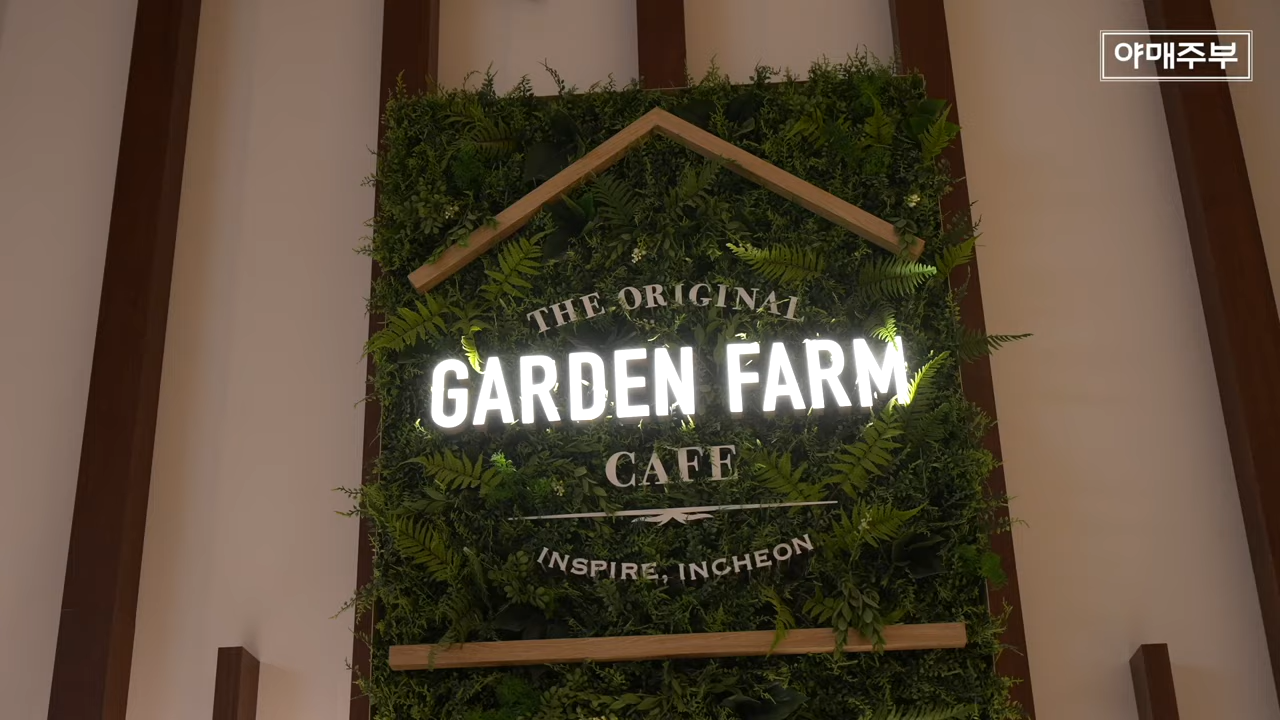 야매주부
THE ORIGINAL
GARDEN FARM
CAFE
INSPIRE, INCHEON